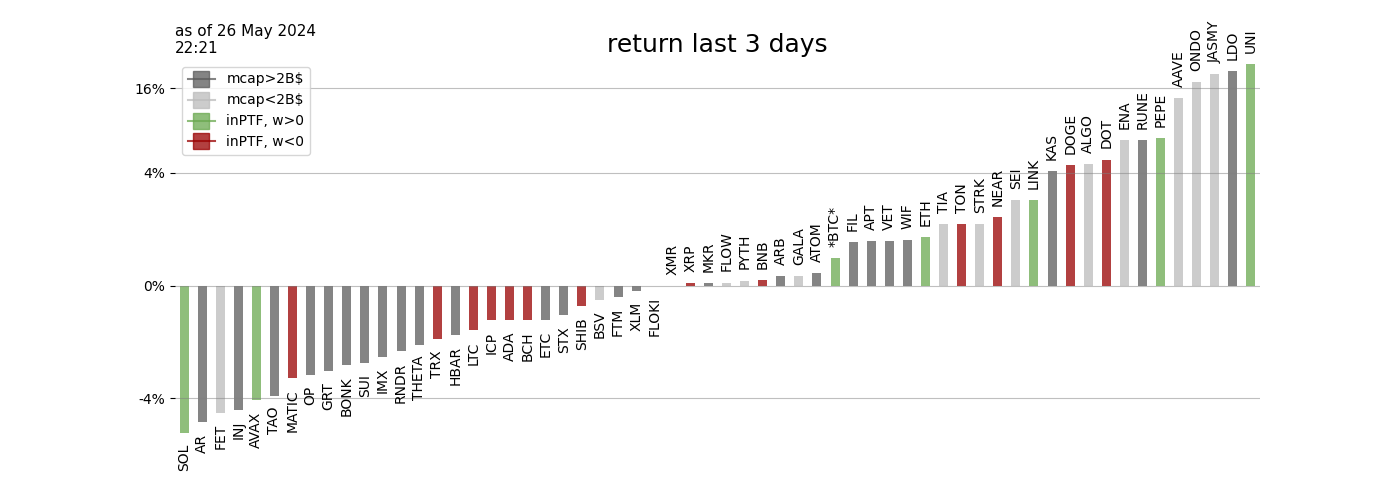 as of 26 May 2024
22:21
return last 3 days
mcap>2B$
mcap<2B$
inPTF, w>0
inPTF, w<0
16%
4%
0%
-4%
SOL
AR
FET
INJ
AVAX
TAO
MATIC
OP
GRT
BONK
SUI
IMX
RNDR
THETA
TRX
HBAR
LTC
ICP
ADA
BCH
ETC
STX
SHIB
BSV
FTM
XLM
FLOKI
XMR
XRP
MKR
FLOW
PYTH
BNB
ARB
GALA
ATOM
*BTC*
FIL
APT
VET
WIF
ETH
TIA
TON
STRK
NEAR
SEI
LINK
KAS
DOGE
ALGO
DOT
ENA
RUNE
PEPE
AAVE
ONDO
JASMY
LDO
UNI